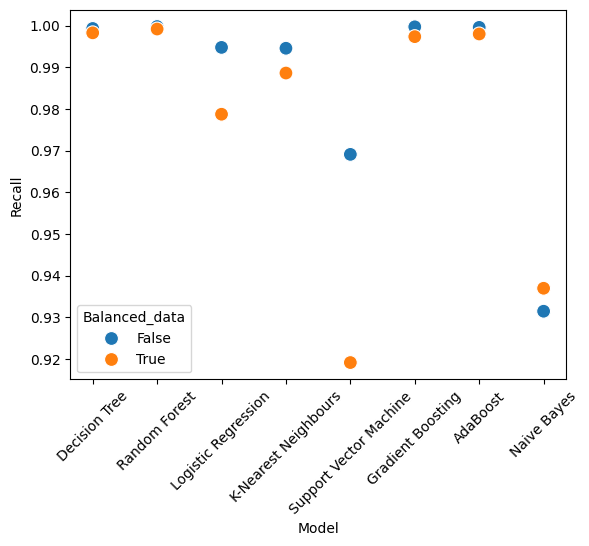 1.00
0.99
0.98
0.97
0.96
0.95
0.94
0.93
0.92
Recall
Balanced_data
False
True
Decision Tree
Random Forest
Logistic Regression
K-Nearest Neighbours
Support Vector Machine
Gradient Boosting
AdaBoost
Naive Bayes
Model